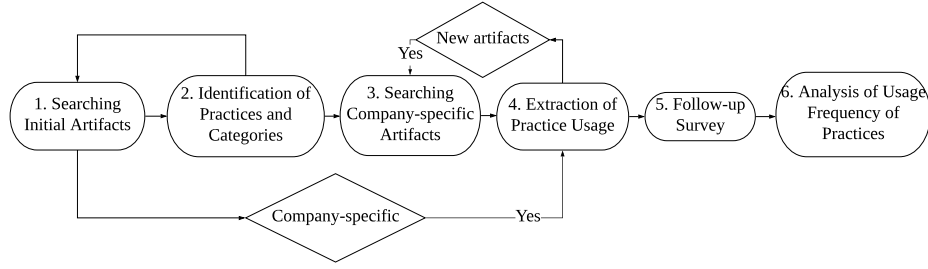 New artifacts
Yes
1. Searching
Initial Artifacts
2. Identification of
Practices and
Categories
3. Searching
Company-specific
Artifacts
4. Extraction of
Practice Usage
5. Follow-up
Survey
6. Analysis of Usage
Frequency of
Practices
Company-specific
Yes